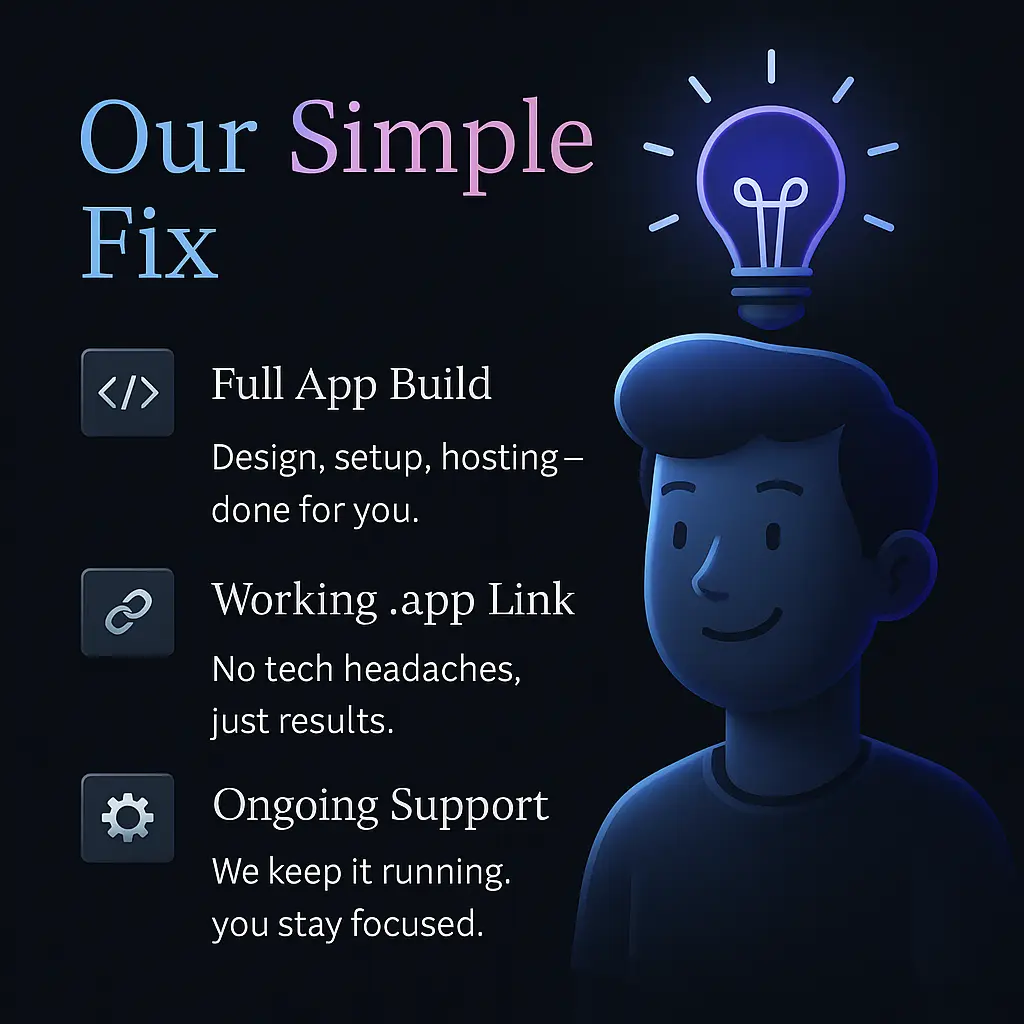 Our Simple
Fix
</>
Full App Build
Design, setup, hosting–
done for you.
Working .app Link
No tech headaches,
just results.
Ongoing Support
We keep it running.
you stay focused.